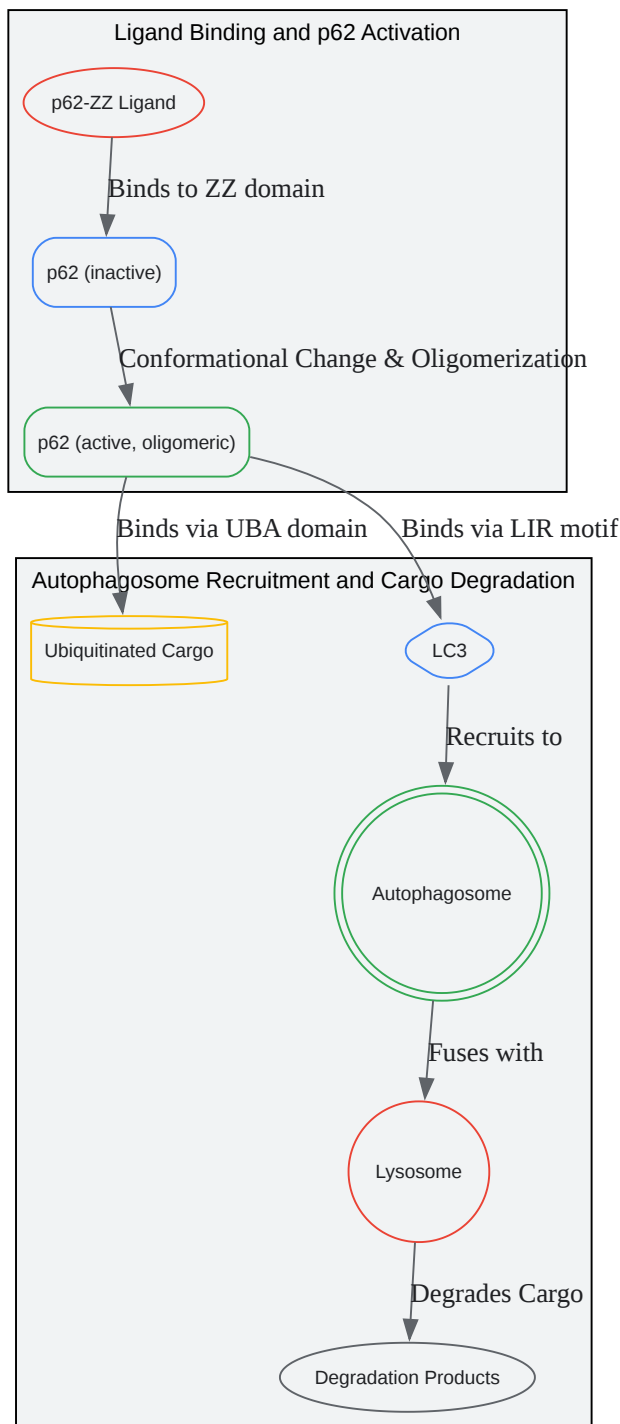 Ligand Binding and p62 Activation
p62-ZZ Ligand
Binds to ZZ domain
p62 (inactive)
Conformational Change & Oligomerization
p62 (active, oligomeric)
Binds via UBA domain
Binds via LIR motif
Autophagosome Recruitment and Cargo Degradation
Ubiquitinated Cargo
LC3
Recruits to
Autophagosome
Fuses with
Lysosome
Degrades Cargo
Degradation Products